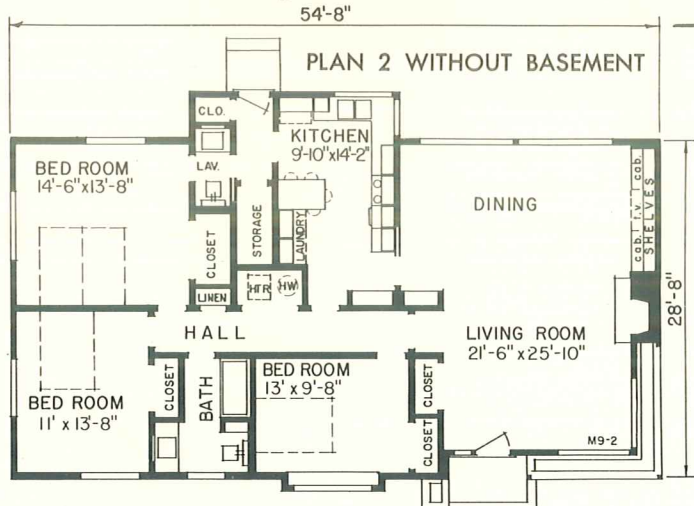 54'-8"
PLAN 2 WITHOUT BASEMENT
CLO.
KITCHEN
9'-10"x14'-2"
BED ROOM
14'-6"x13'-8"
LAV.
DINING
cab. t.v. cab.
SHELVES
CLOSET
STORAGE
LAUNDRY
28'-8"
LINEN
HTR
HW
HALL
LIVING ROOM
21'-6"x25'-10"
BED ROOM
11' x 13'-8"
CLOSET
BATH
BED ROOM
13' x 9'-8"
CLOSET
CLOSET
M9-2